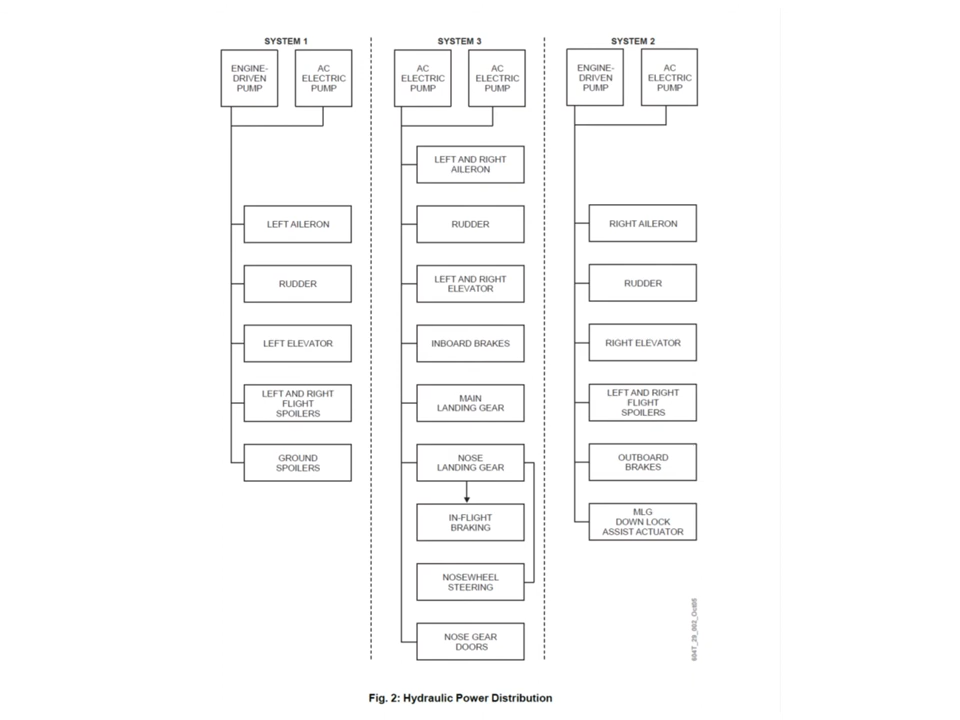 SYSTEM 1
ENGINE-
DRIVEN
PUMP
AC
ELECTRIC
PUMP
LEFT AILERON
RUDDER
LEFT ELEVATOR
LEFT AND RIGHT
FLIGHT
SPOILERS
GROUND
SPOILERS
SYSTEM 3
AC
ELECTRIC
PUMP
AC
ELECTRIC
PUMP
LEFT AND RIGHT
AILERON
RUDDER
LEFT AND RIGHT
ELEVATOR
INBOARD BRAKES
MAIN
LANDING GEAR
NOSE
LANDING GEAR
IN-FLIGHT
BRAKING
NOSEWHEEL
STEERING
NOSE GEAR
DOORS
SYSTEM 2
ENGINE-
DRIVEN
PUMP
AC
ELECTRIC
PUMP
RIGHT AILERON
RUDDER
RIGHT ELEVATOR
LEFT AND RIGHT
FLIGHT
SPOILERS
OUTBOARD
BRAKES
MLG
DOWN LOCK
ASSIST ACTUATOR
604T_29_002_Oct05
Fig. 2: Hydraulic Power Distribution